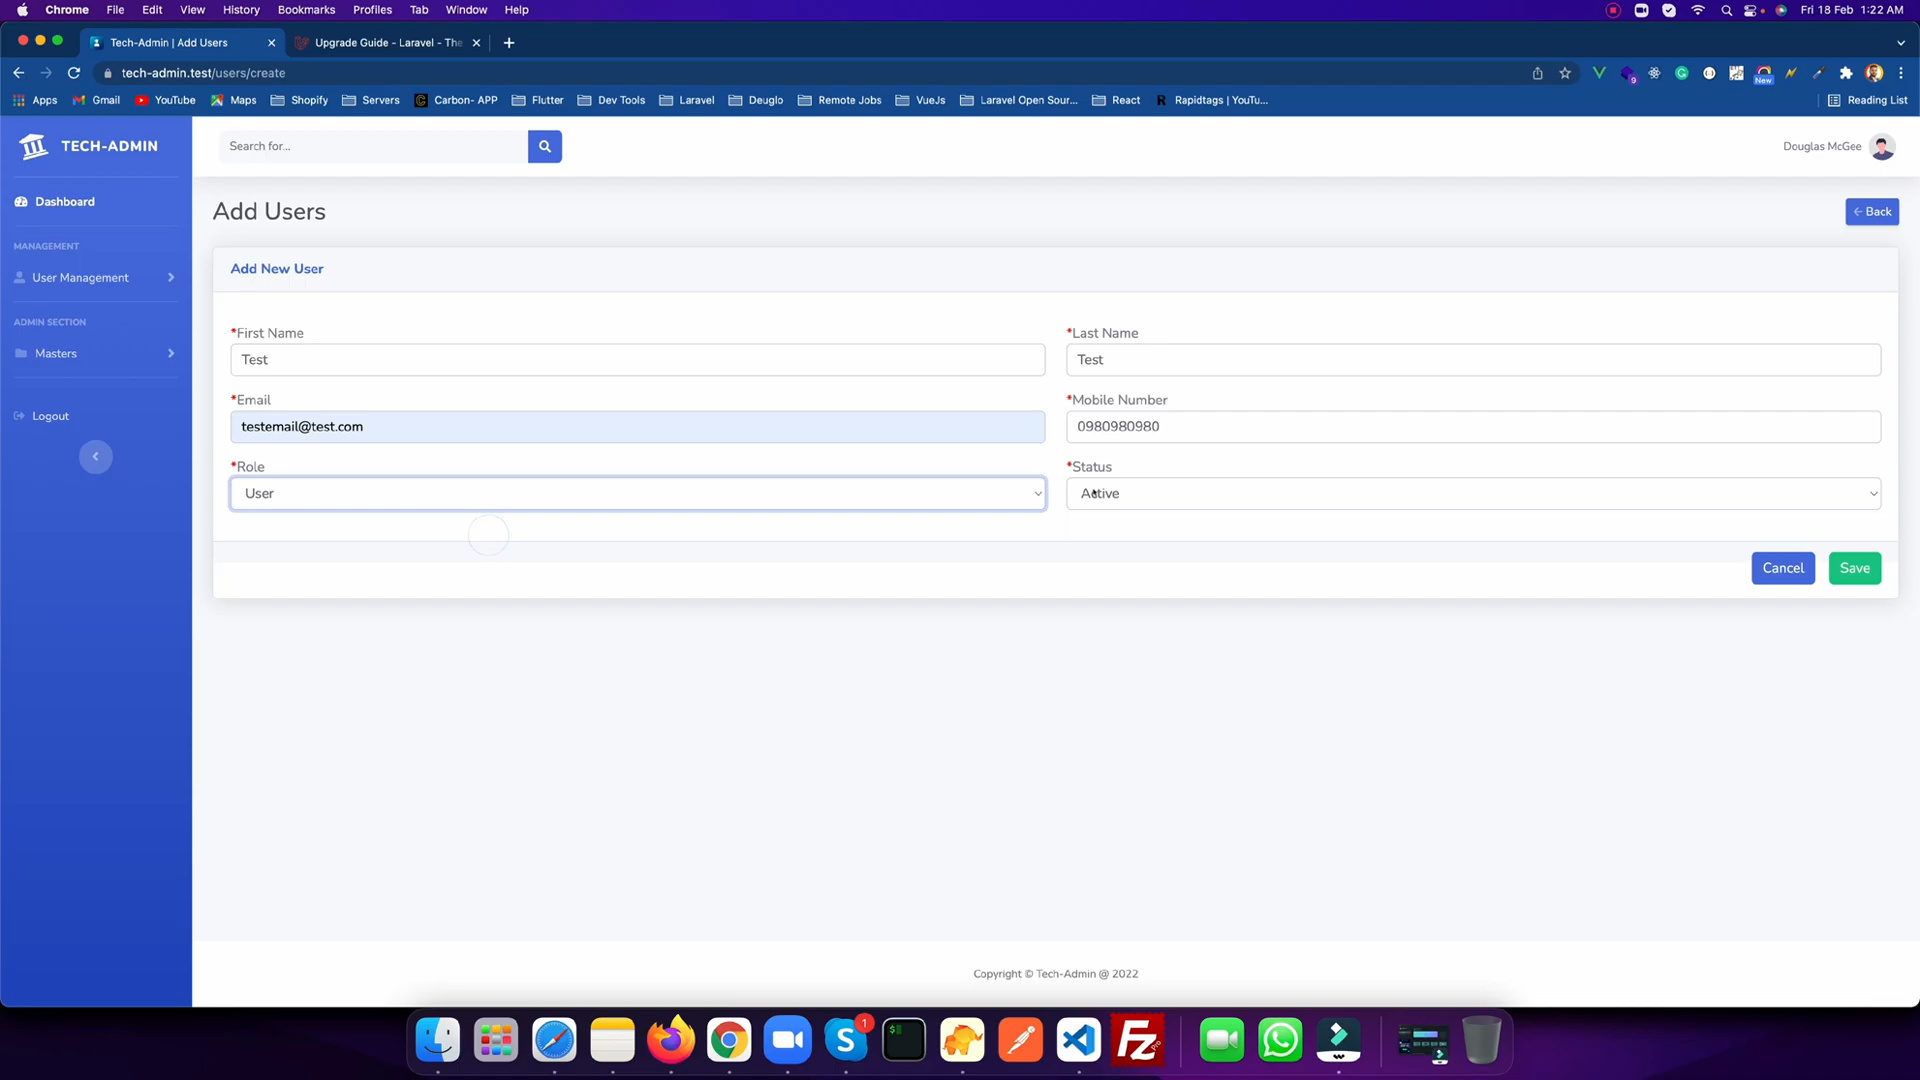 Chrome File Edit View History Bookmarks Profiles Tab Window Help Fri 18 Feb 1:22 AM
Tech-Admin | Add Users Upgrade Guide - Laravel - The
tech-admin.test/users/create New
Apps Gmail YouTube Maps Shopify Servers Carbon- APP Flutter Dev Tools Laravel Deuglo Remote Jobs VueJs Laravel Open Sour... React Rapidtags | YouTu... Reading List
TECH-ADMIN
Search for...
Douglas McGee
Dashboard
MANAGEMENT
User Management
ADMIN SECTION
Masters
Logout
Add Users
Back
Add New User
*First Name *Last Name
Test Test
*Email *Mobile Number
testemail@test.com 0980980980
*Role *Status
User Active
Cancel Save
Copyright © Tech-Admin @ 2022
1
FZ Pro